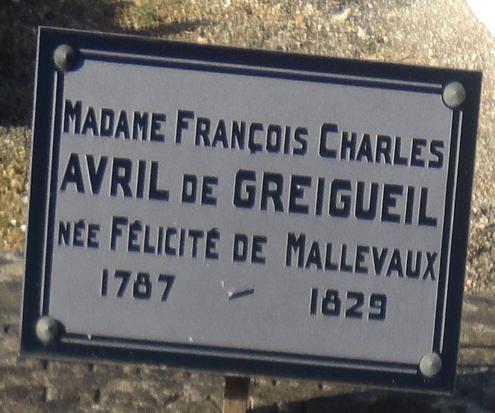 MADAME FRANÇOIS CHARLES
AVRIL DE GREIGUEIL
NÉE FÉLICITÉ DE MALLEVAUX
1787 - 1829